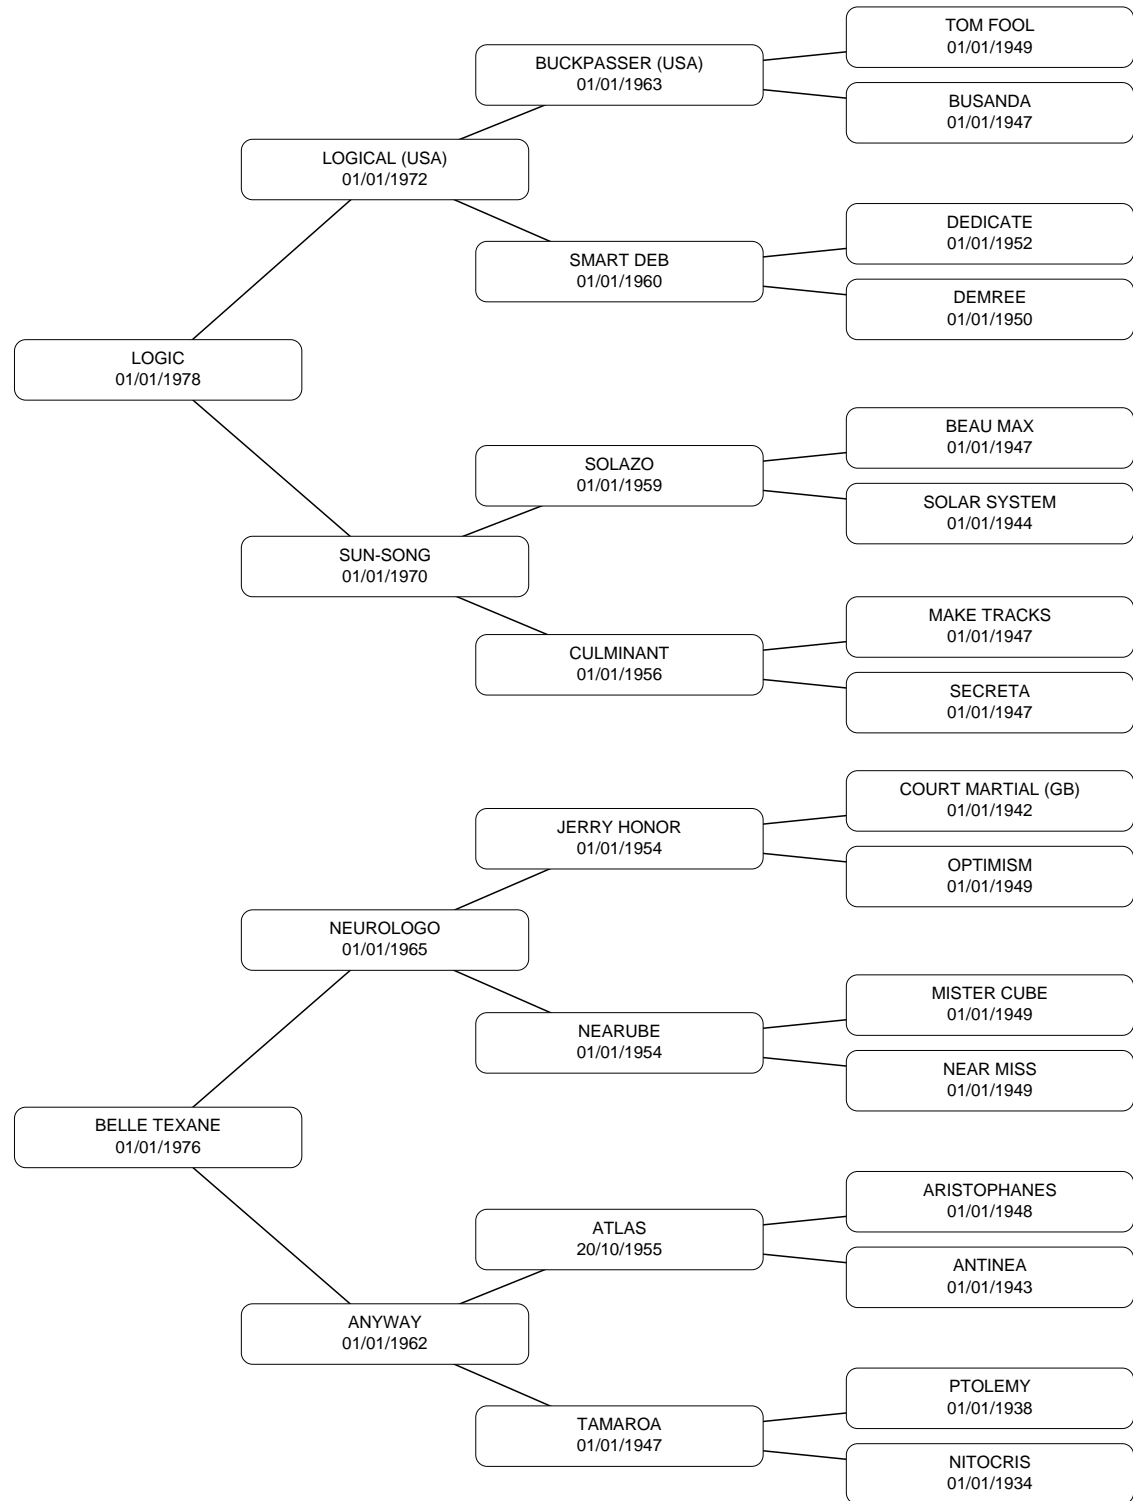 TOM FOOL
01/01/1949
BUCKPASSER (USA)
01/01/1963
BUSANDA
01/01/1947
LOGICAL (USA)
01/01/1972
DEDICATE
01/01/1952
SMART DEB
01/01/1960
DEMREE
01/01/1950
LOGIC
01/01/1978
BEAU MAX
01/01/1947
SOLAZO
01/01/1959
SOLAR SYSTEM
01/01/1944
SUN-SONG
01/01/1970
MAKE TRACKS
01/01/1947
CULMINANT
01/01/1956
SECRETA
01/01/1947
COURT MARTIAL (GB)
01/01/1942
JERRY HONOR
01/01/1954
OPTIMISM
01/01/1949
NEUROLOGO
01/01/1965
MISTER CUBE
01/01/1949
NEARUBE
01/01/1954
NEAR MISS
01/01/1949
BELLE TEXANE
01/01/1976
ARISTOPHANES
01/01/1948
ATLAS
20/10/1955
ANTINEA
01/01/1943
ANYWAY
01/01/1962
PTOLEMY
01/01/1938
TAMAROA
01/01/1947
NITOCRIS
01/01/1934